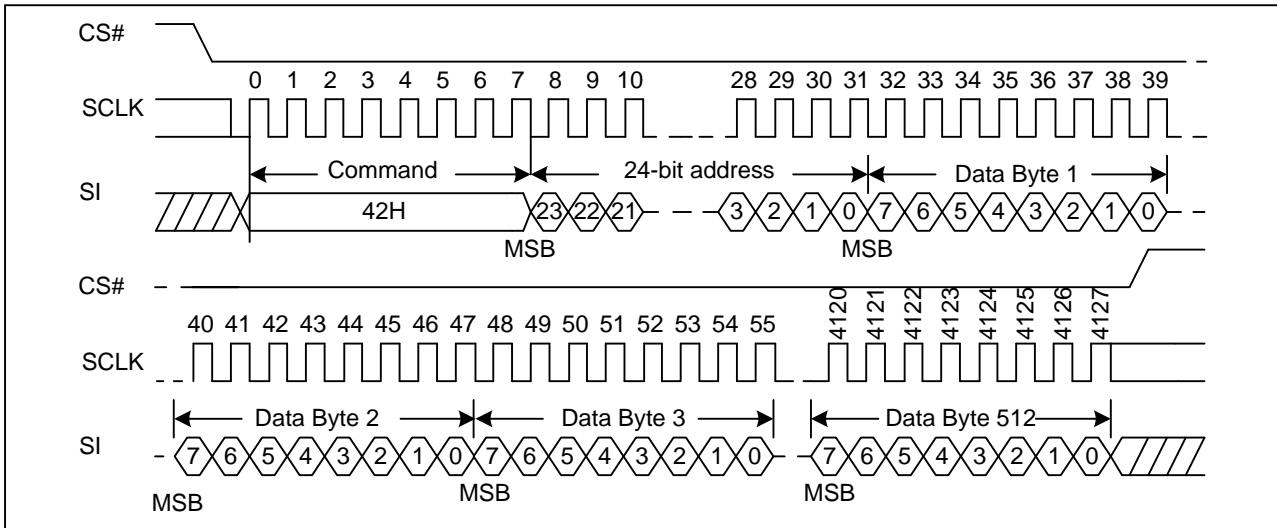 CS#
0 1 2 3 4 5 6 7 8 9 10 28 29 30 31 32 33 34 35 36 37 38 39
SCLK
Command 24-bit address Data Byte 1
SI
42H 23 22 21 3 2 1 0 7 6 5 4 3 2 1 0
MSB MSB
CS#
40 41 42 43 44 45 46 47 48 49 50 51 52 53 54 55 4120 4121 4122 4123 4124 4125 4126 4127
SCLK
Data Byte 2 Data Byte 3 Data Byte 512
SI
7 6 5 4 3 2 1 0 7 6 5 4 3 2 1 0 7 6 5 4 3 2 1 0
MSB MSB MSB